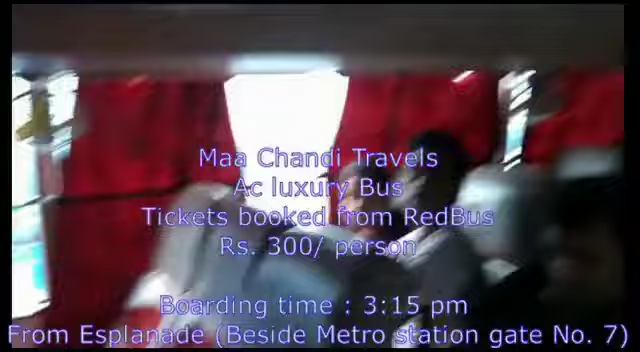 Maa Chandi Travels
Ac luxury Bus
Tickets booked from RedBus
Rs. 300/ person
Boarding time : 3:15 pm
From Esplanade (Beside Metro station gate No. 7)